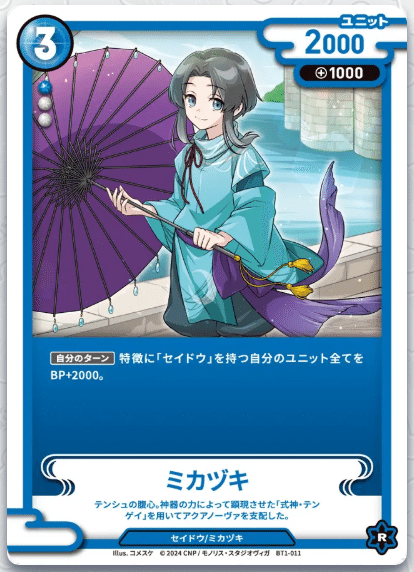 3
ユニット
2000
+1000
自分のターン 特徴に「セイドウ」を持つ自分のユニット全てを
BP+2000。
ミカヅキ
テンシュの腹心。神器の力によって顕現させた「式神・テン
ゲイ」を用いてアクアノーヴァを支配した。
セイドウ/ミカヅキ
R
Illus. コメスケ ©2024 CNP / モノリス・スタジオヴィガ BT1-011